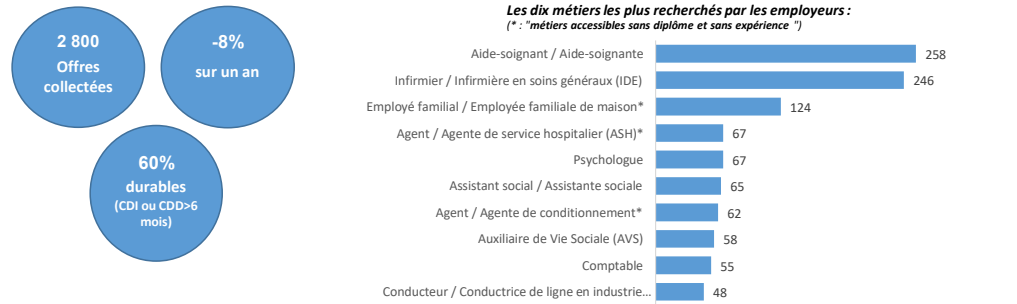 2 800
Offres
collectées
-8%
sur un an
60%
durables
(CDI ou CDD>6
mois)
Les dix métiers les plus recherchés par les employeurs :
(* : "métiers accessibles sans diplôme et sans expérience ")
Aide-soignant / Aide-soignante 258
Infirmier / Infirmière en soins généraux (IDE) 246
Employé familial / Employée familiale de maison* 124
Agent / Agente de service hospitalier (ASH)* 67
Psychologue 67
Assistant social / Assistante sociale 65
Agent / Agente de conditionnement* 62
Auxiliaire de Vie Sociale (AVS) 58
Comptable 55
Conducteur / Conductrice de ligne en industrie... 48